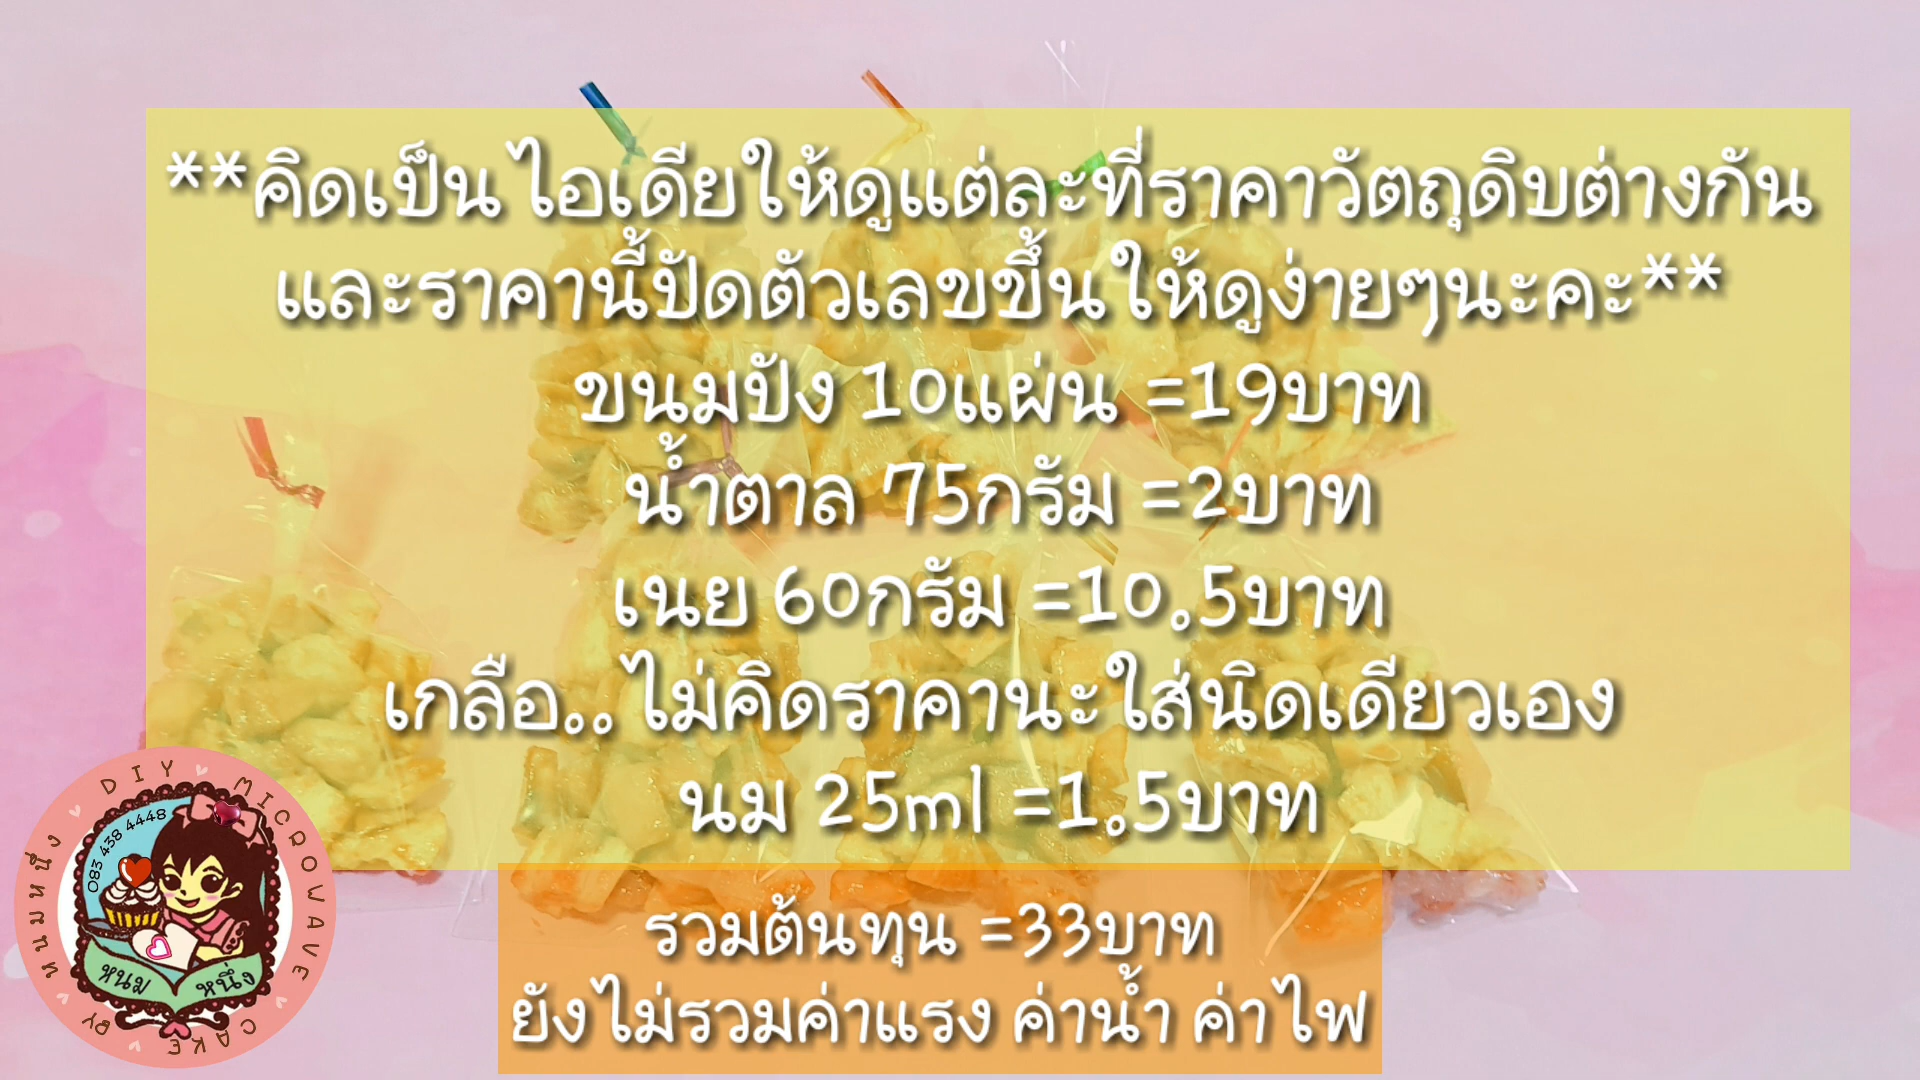 **คิดเป็นไอเดียให้ดูแต่ละที่ราคาวัตถุดิบต่างกัน
และราคานี้ปัดตัวเลขขึ้นให้ดูง่ายๆนะคะ**
ขนมปัง 10แผ่น =19บาท
น้ำตาล 75กรัม =2บาท
เนย 60กรัม =10.5บาท
เกลือ..ไม่คิดราคานะใส่นิดเดียวเอง
นม 25ml =1.5บาท
รวมต้นทุน =33บาท
ยังไม่รวมค่าแรง ค่าน้ำ ค่าไฟ
DIY MICROWAVE CAKE BY หนมหนึ่ง
083 438 4448
หนม หนึ่ง